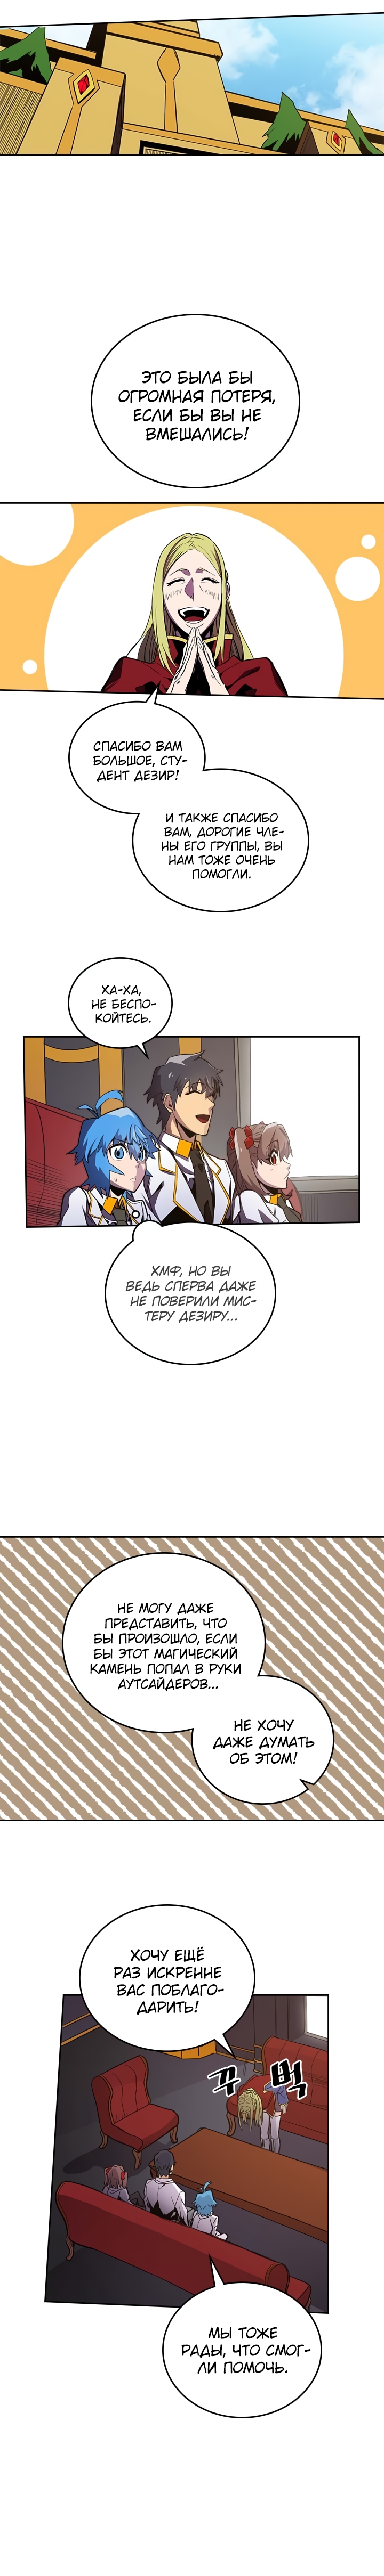 ЭТО БЫЛА БЫ
ОГРОМНАЯ ПОТЕРЯ,
ЕСЛИ БЫ ВЫ НЕ
ВМЕШАЛИСЬ!
СПАСИБО ВАМ
БОЛЬШОЕ, СТУ-
ДЕНТ ДЕЗИР!
И ТАКЖЕ СПАСИБО
ВАМ, ДОРОГИЕ ЧЛЕ-
НЫ ЕГО ГРУППЫ, ВЫ
НАМ ТОЖЕ ОЧЕНЬ
ПОМОГЛИ.
ХА-ХА,
НЕ БЕСПО-
КОЙТЕСЬ.
ХМФ, НО ВЫ
ВЕДЬ СПЕРВА ДАЖЕ
НЕ ПОВЕРИЛИ МИС-
ТЕРУ ДЕЗИРУ...
НЕ МОГУ ДАЖЕ
ПРЕДСТАВИТЬ, ЧТО
БЫ ПРОИЗОШЛО, ЕСЛИ
БЫ ЭТОТ МАГИЧЕСКИЙ
КАМЕНЬ ПОПАЛ В РУКИ
АУТСАЙДЕРОВ...
НЕ ХОЧУ
ДАЖЕ ДУМАТЬ
ОБ ЭТОМ!
ХОЧУ ЕЩЁ
РАЗ ИСКРЕННЕ
ВАС ПОБЛАГО-
ДАРИТЬ!
꾸벅
МЫ ТОЖЕ
РАДЫ, ЧТО СМОГ-
ЛИ ПОМОЧЬ.